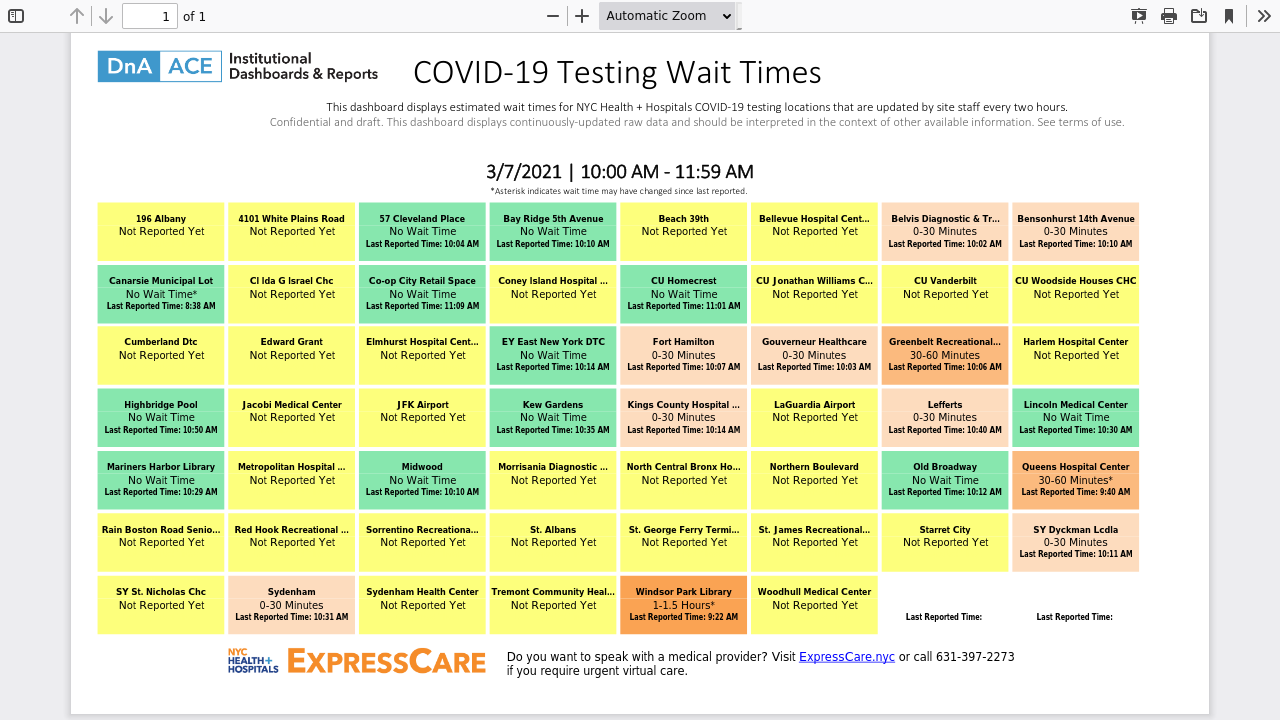 1 of 1 Automatic Zoom
DnA ACE Institutional
Dashboards & Reports
COVID-19 Testing Wait Times
This dashboard displays estimated wait times for NYC Health + Hospitals COVID-19 testing locations that are updated by site staff every two hours.
Confidential and draft. This dashboard displays continuously-updated raw data and should be interpreted in the context of other available information. See terms of use.
3/7/2021 | 10:00 AM - 11:59 AM
*Asterisk indicates wait time may have changed since last reported.
196 Albany 4101 White Plains Road 57 Cleveland Place Bay Ridge 5th Avenue Beach 39th Bellevue Hospital Cent... Belvis Diagnostic & Tr... Bensonhurst 14th Avenue
Not Reported Yet Not Reported Yet No Wait Time No Wait Time Not Reported Yet Not Reported Yet 0-30 Minutes 0-30 Minutes
Last Reported Time: 10:04 AM Last Reported Time: 10:10 AM Last Reported Time: 10:02 AM Last Reported Time: 10:10 AM
Canarsie Municipal Lot Cl Ida G Israel Chc Co-op City Retail Space Coney Island Hospital ... CU Homecrest CU Jonathan Williams C... CU Vanderbilt CU Woodside Houses CHC
No Wait Time* Not Reported Yet No Wait Time Not Reported Yet No Wait Time Not Reported Yet Not Reported Yet Not Reported Yet
Last Reported Time: 8:38 AM Last Reported Time: 11:09 AM Last Reported Time: 11:01 AM
Cumberland Dtc Edward Grant Elmhurst Hospital Cent... EY East New York DTC Fort Hamilton Gouverneur Healthcare Greenbelt Recreational... Harlem Hospital Center
Not Reported Yet Not Reported Yet Not Reported Yet No Wait Time 0-30 Minutes 0-30 Minutes 30-60 Minutes Not Reported Yet
Last Reported Time: 10:14 AM Last Reported Time: 10:07 AM Last Reported Time: 10:03 AM Last Reported Time: 10:06 AM
Highbridge Pool Jacobi Medical Center JFK Airport Kew Gardens Kings County Hospital ... LaGuardia Airport Lefferts Lincoln Medical Center
No Wait Time Not Reported Yet Not Reported Yet No Wait Time 0-30 Minutes Not Reported Yet 0-30 Minutes No Wait Time
Last Reported Time: 10:50 AM Last Reported Time: 10:35 AM Last Reported Time: 10:14 AM Last Reported Time: 10:40 AM Last Reported Time: 10:30 AM
Mariners Harbor Library Metropolitan Hospital ... Midwood Morrisania Diagnostic ... North Central Bronx Ho... Northern Boulevard Old Broadway Queens Hospital Center
No Wait Time Not Reported Yet No Wait Time Not Reported Yet Not Reported Yet Not Reported Yet No Wait Time 30-60 Minutes*
Last Reported Time: 10:29 AM Last Reported Time: 10:10 AM Last Reported Time: 10:12 AM Last Reported Time: 9:40 AM
Rain Boston Road Senio... Red Hook Recreational ... Sorrentino Recreationa... St. Albans St. George Ferry Termi... St. James Recreational... Starret City SY Dyckman Lcdla
Not Reported Yet Not Reported Yet Not Reported Yet Not Reported Yet Not Reported Yet Not Reported Yet Not Reported Yet 0-30 Minutes
Last Reported Time: 10:11 AM
SY St. Nicholas Chc Sydenham Sydenham Health Center Tremont Community Heal... Windsor Park Library Woodhull Medical Center
Not Reported Yet 0-30 Minutes Not Reported Yet Not Reported Yet 1-1.5 Hours* Not Reported Yet
Last Reported Time: 10:31 AM Last Reported Time: 9:22 AM Last Reported Time: Last Reported Time:
NYC
HEALTH+
HOSPITALS
EXPRESSCARE
Do you want to speak with a medical provider? Visit ExpressCare.nyc or call 631-397-2273
if you require urgent virtual care.